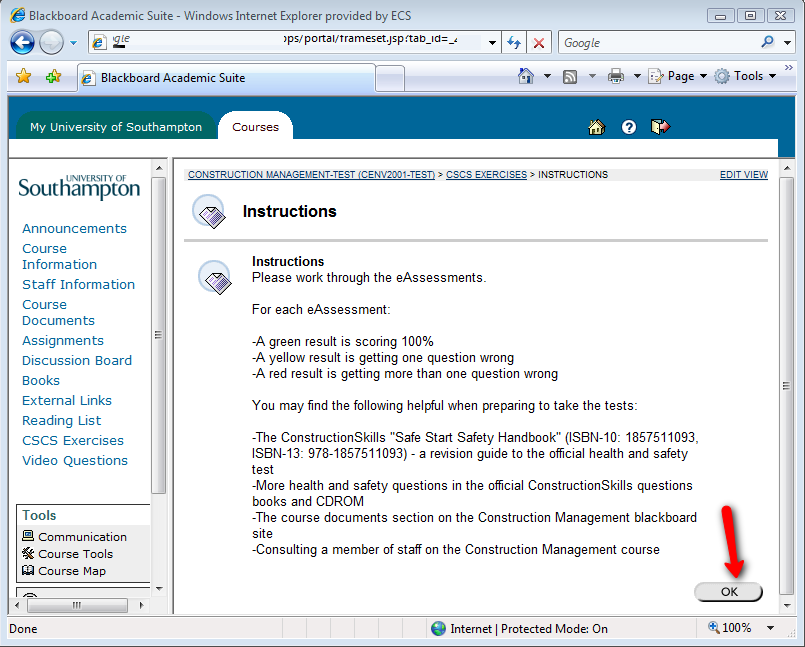 Blackboard Academic Suite - Windows Internet Explorer provided by ECS
ops/portal/frameset.jsp?tab_id=_2
Google
Blackboard Academic Suite
Page
Tools
My University of Southampton
Courses
CONSTRUCTION MANAGEMENT-TEST (CENV2001-TEST) > CSCS EXERCISES > INSTRUCTIONS
EDIT VIEW
UNIVERSITY OF
Southampton
Announcements
Course
Information
Staff Information
Course
Documents
Assignments
Discussion Board
Books
External Links
Reading List
CSCS Exercises
Video Questions
Tools
Communication
Course Tools
Course Map
Instructions
Instructions
Please work through the eAssessments.
For each eAssessment:
-A green result is scoring 100%
-A yellow result is getting one question wrong
-A red result is getting more than one question wrong
You may find the following helpful when preparing to take the tests:
-The ConstructionSkills "Safe Start Safety Handbook" (ISBN-10: 1857511093,
ISBN-13: 978-1857511093) - a revision guide to the official health and safety
test
-More health and safety questions in the official ConstructionSkills questions
books and CDROM
-The course documents section on the Construction Management blackboard
site
-Consulting a member of staff on the Construction Management course
OK
Done
Internet | Protected Mode: On
100%